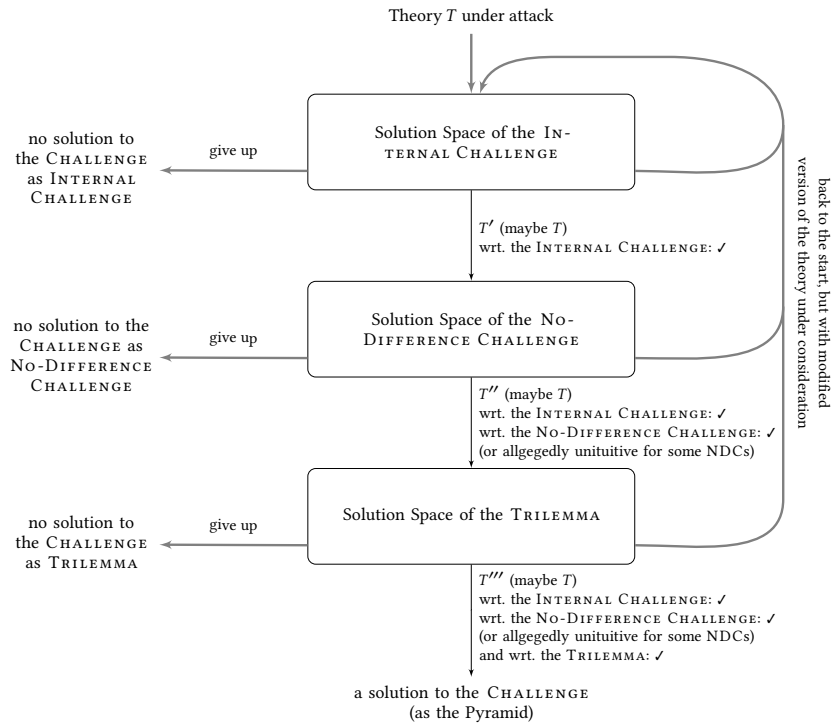 Theory T under attack
Solution Space of the IN-
TERNAL CHALLENGE
no solution to
the CHALLENGE
as INTERNAL
CHALLENGE
give up
T′ (maybe T)
wrt. the INTERNAL CHALLENGE: ✓
back to the start, but with modified
version of the theory under consideration
Solution Space of the NO-
DIFFERENCE CHALLENGE
no solution to the
CHALLENGE as
NO-DIFFERENCE
CHALLENGE
give up
T″ (maybe T)
wrt. the INTERNAL CHALLENGE: ✓
wrt. the NO-DIFFERENCE CHALLENGE: ✓
(or allgegedly unituitive for some NDCs)
Solution Space of the TRILEMMA
no solution to
the CHALLENGE
as TRILEMMA
give up
T‴ (maybe T)
wrt. the INTERNAL CHALLENGE: ✓
wrt. the NO-DIFFERENCE CHALLENGE: ✓
(or allgegedly unituitive for some NDCs)
and wrt. the TRILEMMA: ✓
a solution to the CHALLENGE
(as the Pyramid)